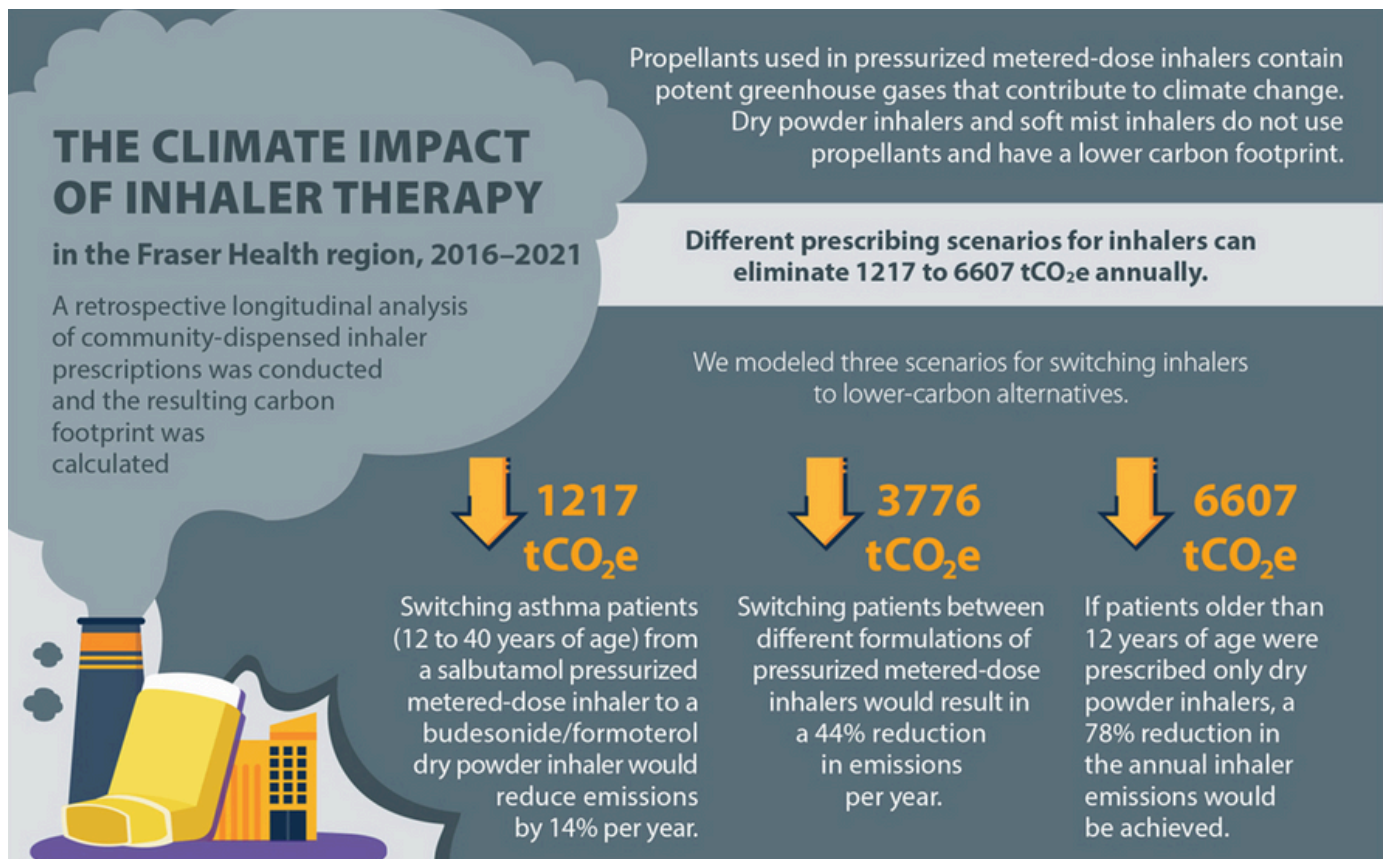 THE CLIMATE IMPACT
OF INHALER THERAPY
in the Fraser Health region, 2016–2021
A retrospective longitudinal analysis
of community-dispensed inhaler
prescriptions was conducted
and the resulting carbon
footprint was
calculated
Propellants used in pressurized metered-dose inhalers contain
potent greenhouse gases that contribute to climate change.
Dry powder inhalers and soft mist inhalers do not use
propellants and have a lower carbon footprint.
Different prescribing scenarios for inhalers can
eliminate 1217 to 6607 tCO₂e annually.
We modeled three scenarios for switching inhalers
to lower-carbon alternatives.
1217
tCO₂e
Switching asthma patients
(12 to 40 years of age) from
a salbutamol pressurized
metered-dose inhaler to a
budesonide/formoterol
dry powder inhaler would
reduce emissions
by 14% per year.
3776
tCO₂e
Switching patients between
different formulations of
pressurized metered-dose
inhalers would result in
a 44% reduction
in emissions
per year.
6607
tCO₂e
If patients older than
12 years of age were
prescribed only dry
powder inhalers, a
78% reduction in
the annual inhaler
emissions would
be achieved.